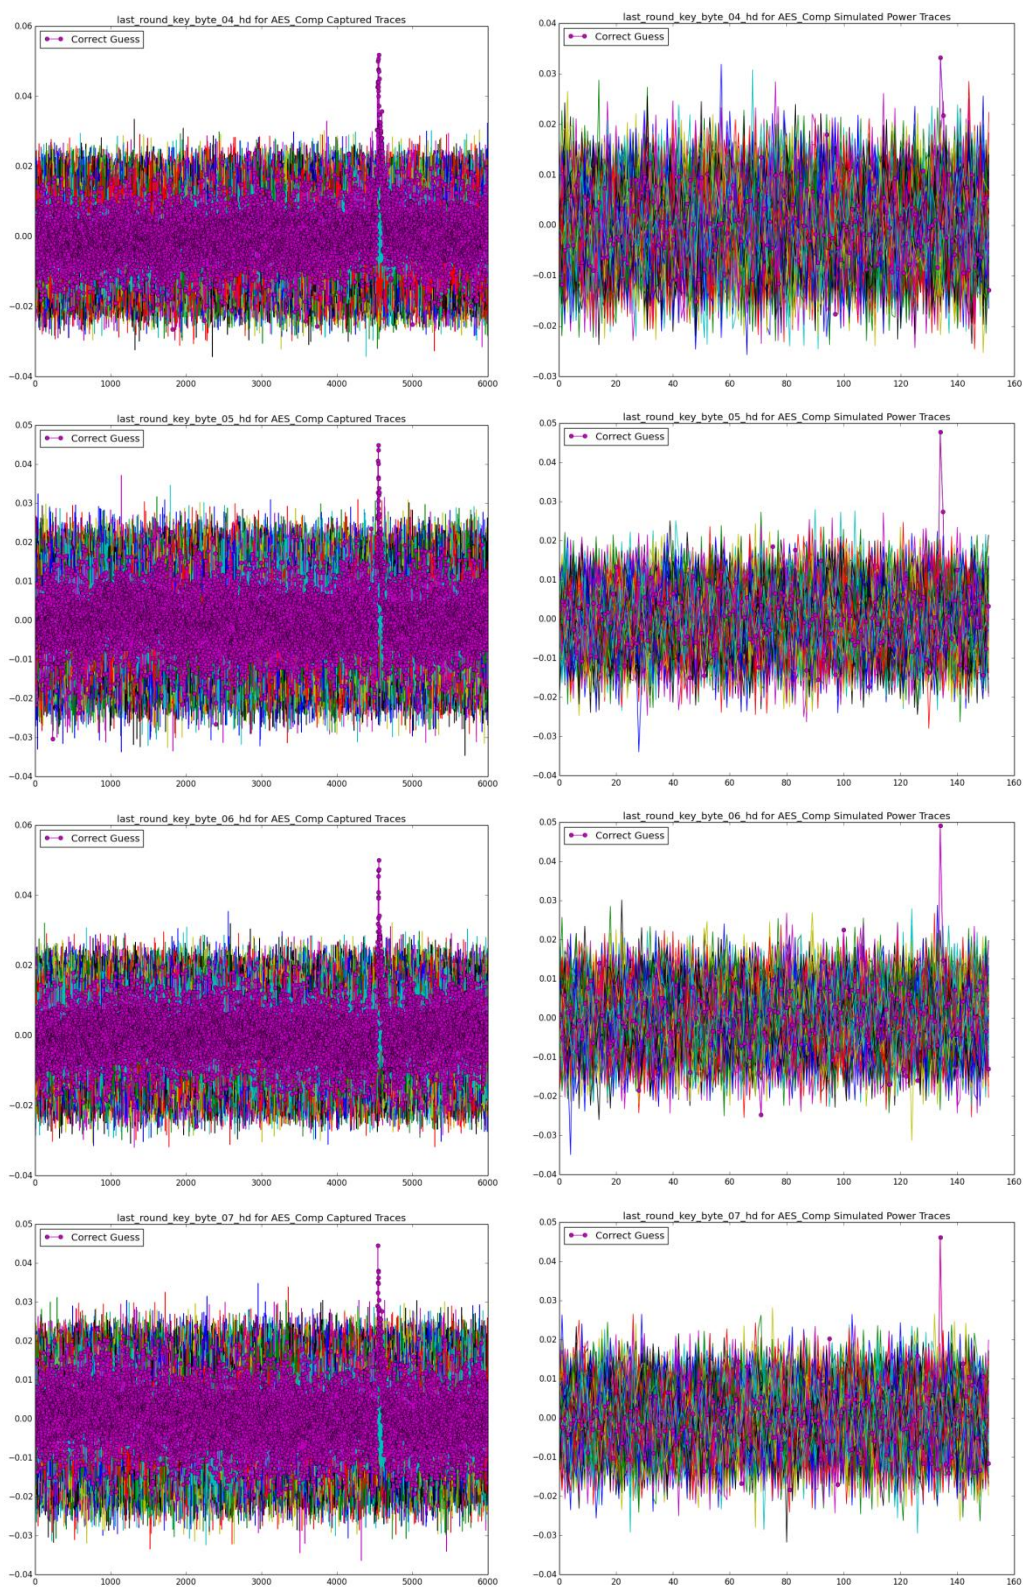 last_round_key_byte_04_hd for AES_Comp Captured Traces
Correct Guess
0.06
0.04
0.02
0.00
−0.02
−0.04
0 1000 2000 3000 4000 5000 6000
last_round_key_byte_04_hd for AES_Comp Simulated Power Traces
Correct Guess
0.04
0.03
0.02
0.01
0.00
−0.01
−0.02
−0.03
0 20 40 60 80 100 120 140 160
last_round_key_byte_05_hd for AES_Comp Captured Traces
Correct Guess
0.05
0.04
0.03
0.02
0.01
0.00
−0.01
−0.02
−0.03
−0.04
0 1000 2000 3000 4000 5000 6000
last_round_key_byte_05_hd for AES_Comp Simulated Power Traces
Correct Guess
0.05
0.04
0.03
0.02
0.01
0.00
−0.01
−0.02
−0.03
−0.04
0 20 40 60 80 100 120 140 160
last_round_key_byte_06_hd for AES_Comp Captured Traces
Correct Guess
0.06
0.04
0.02
0.00
−0.02
−0.04
0 1000 2000 3000 4000 5000 6000
last_round_key_byte_06_hd for AES_Comp Simulated Power Traces
Correct Guess
0.05
0.04
0.03
0.02
0.01
0.00
−0.01
−0.02
−0.03
−0.04
0 20 40 60 80 100 120 140 160
last_round_key_byte_07_hd for AES_Comp Captured Traces
Correct Guess
0.05
0.04
0.03
0.02
0.01
0.00
−0.01
−0.02
−0.03
−0.04
0 1000 2000 3000 4000 5000 6000
last_round_key_byte_07_hd for AES_Comp Simulated Power Traces
Correct Guess
0.05
0.04
0.03
0.02
0.01
0.00
−0.01
−0.02
−0.03
−0.04
0 20 40 60 80 100 120 140 160